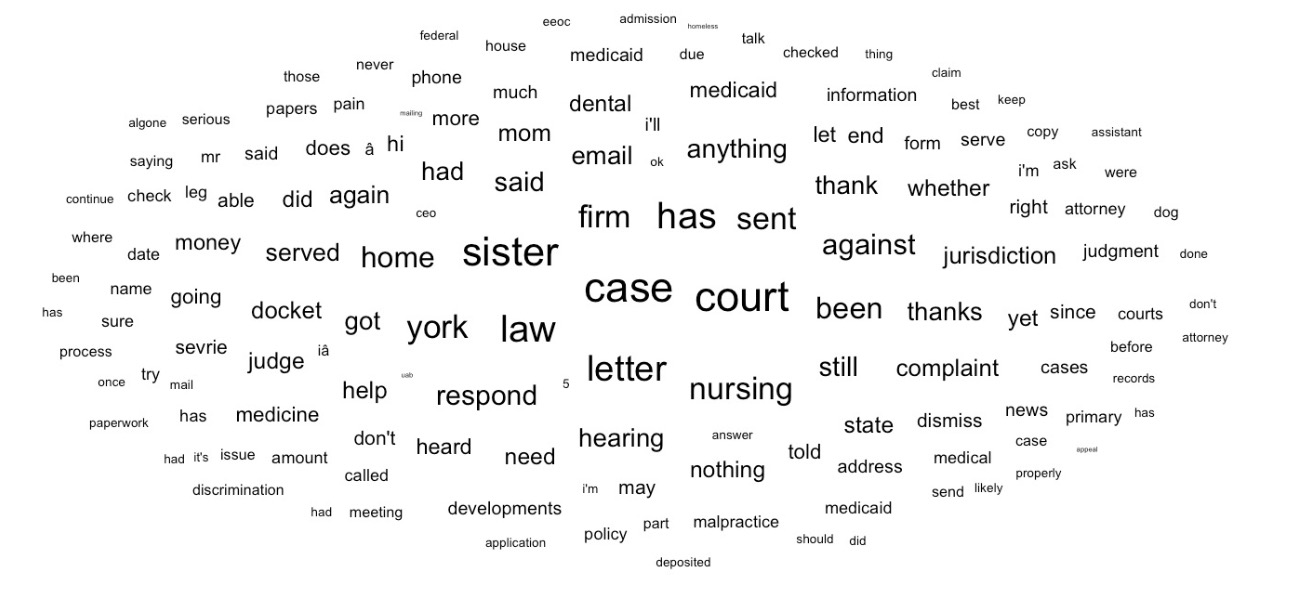 eeoc admission homeless
federal house medicaid due talk checked thing
those never phone much medicaid information claim
algone serious papers pain mailing more mom dental i'll let end form serve best keep copy assistant
saying mr said does â hi had said email ok anything thank whether i'm ask were
continue check leg able did again ceo firm has sent right attorney dog
where date money served home sister against jurisdiction judgment done
been name going docket case court been thanks yet since courts don't
has sure got york law
process sevrie judge iâ letter still complaint cases before attorney
once try mail help uab respond 5 nursing records
paperwork has medicine don't heard hearing answer state dismiss news primary has
had it's issue amount called need nothing told address medical case appeal
discrimination i'm may send likely properly
had meeting developments policy part malpractice medicaid
application should did
deposited